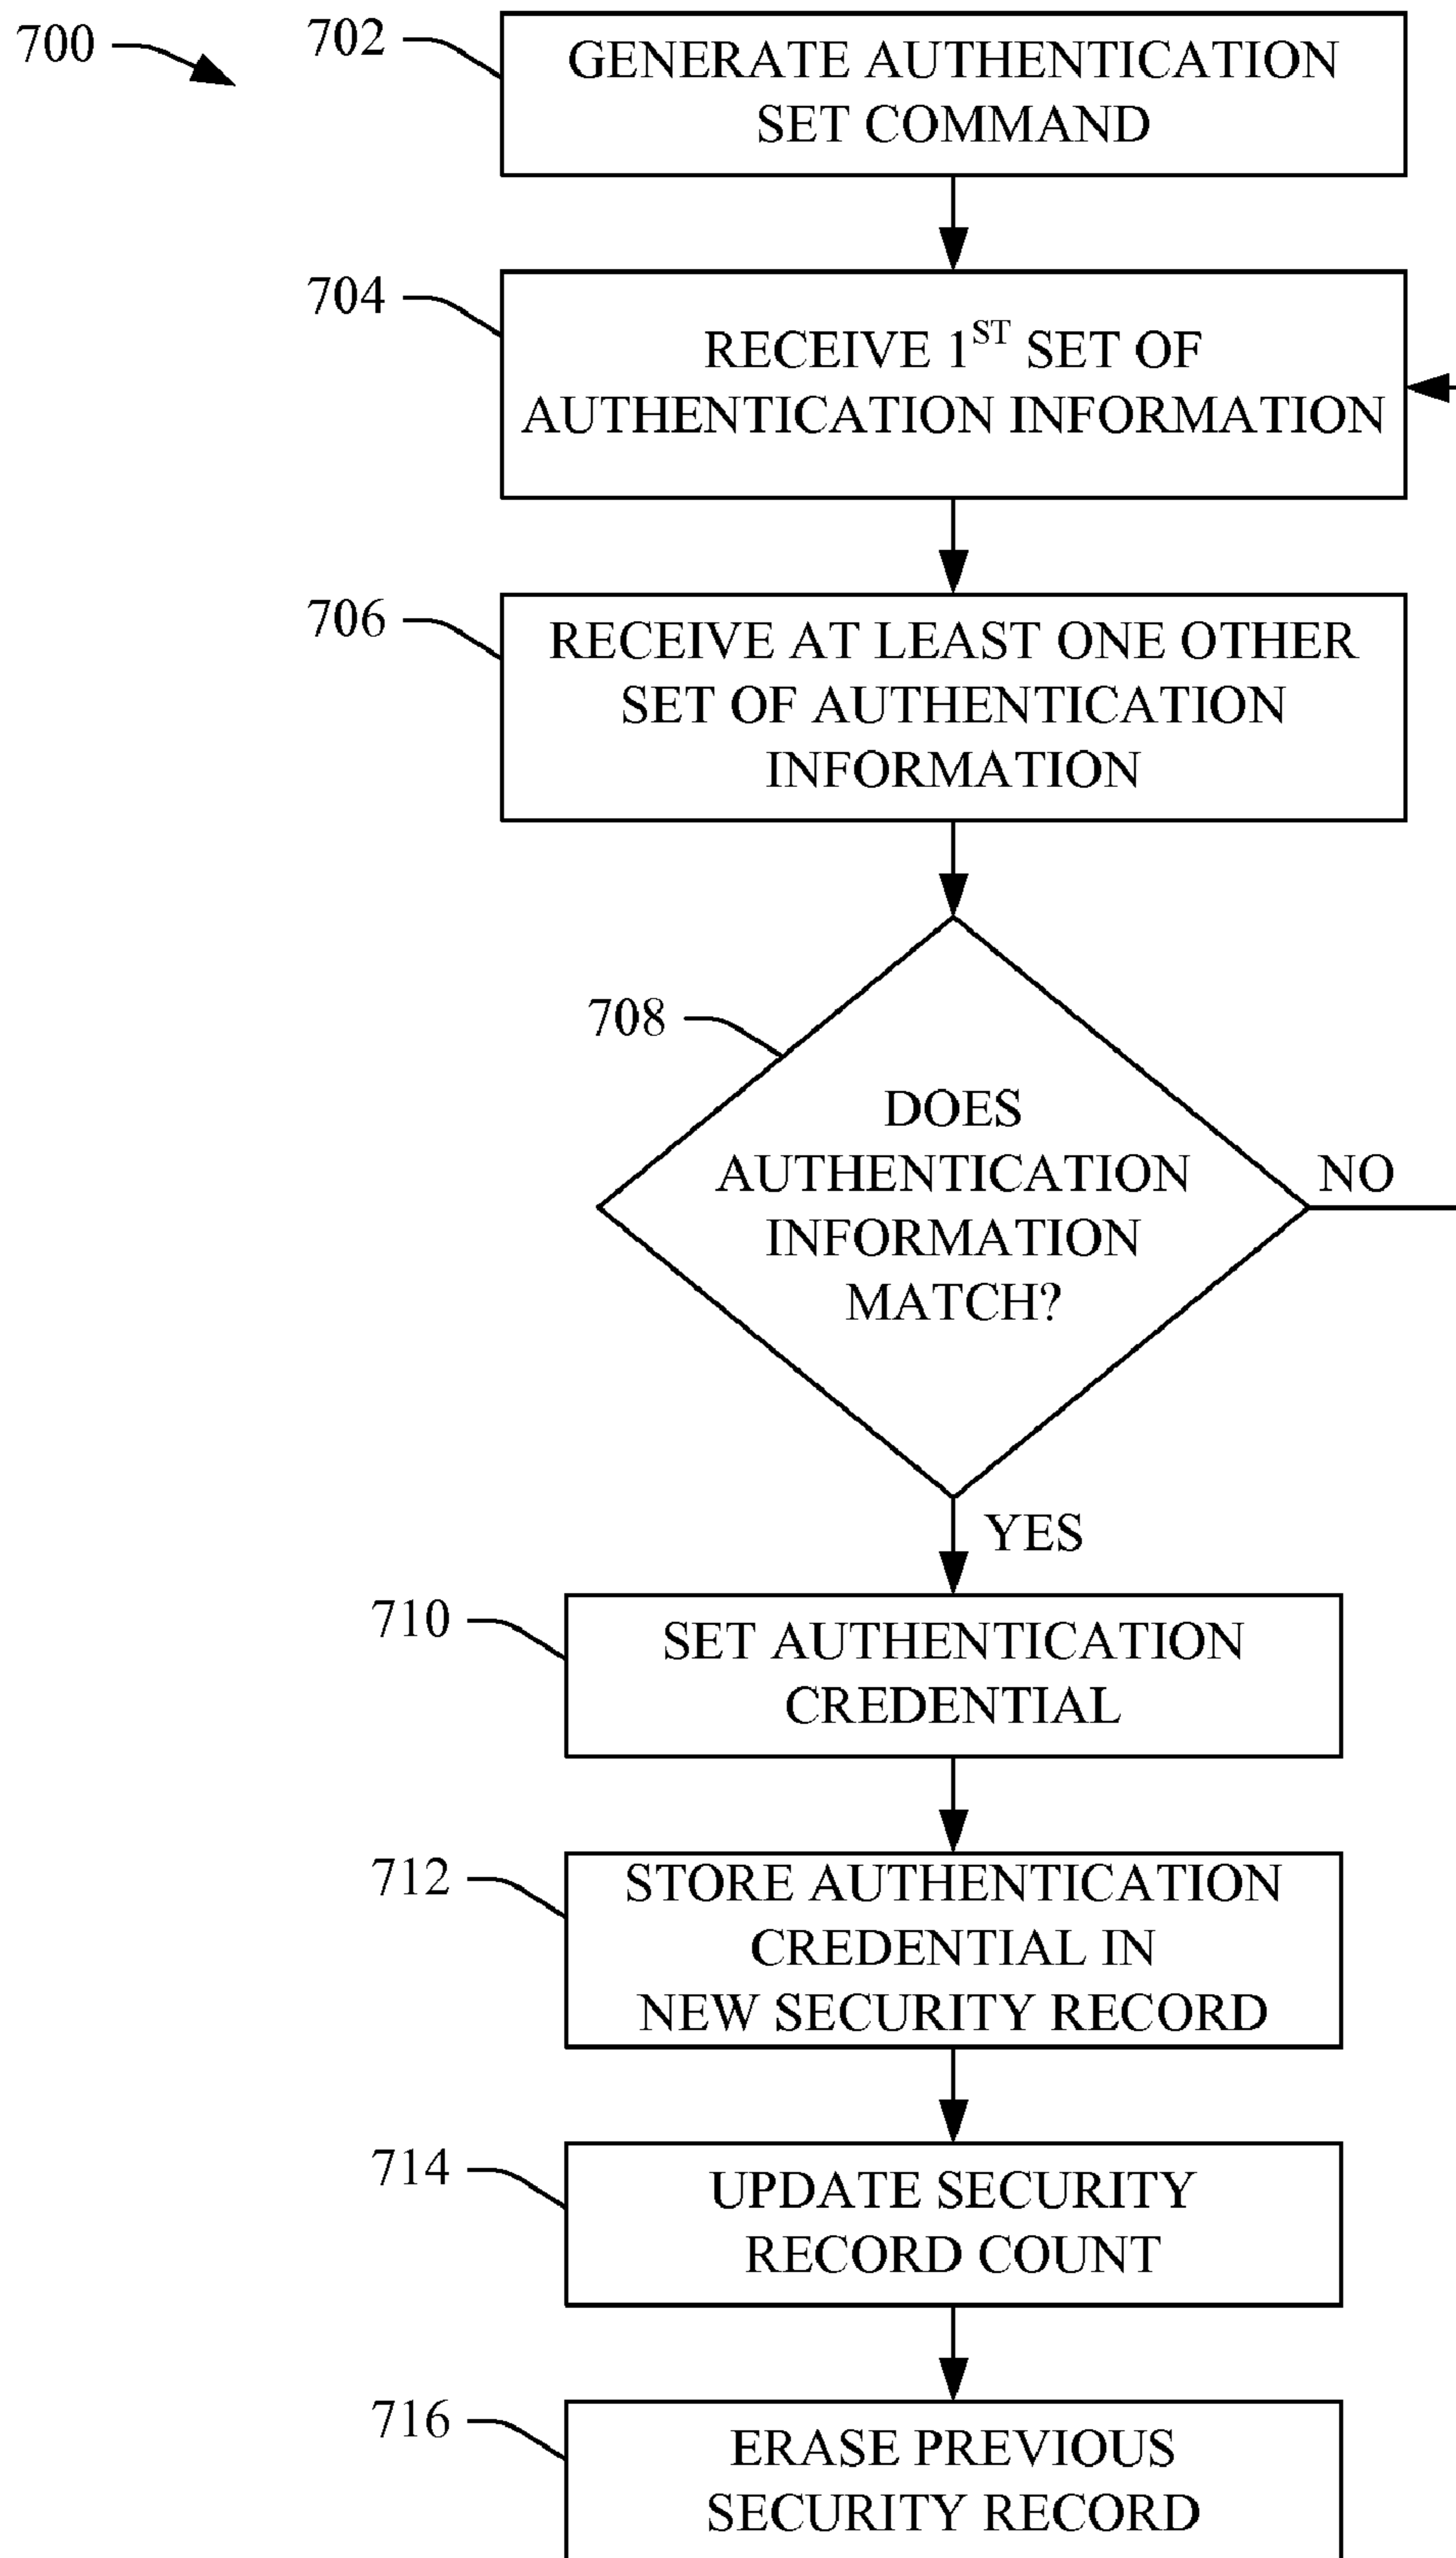 700
702
GENERATE AUTHENTICATION
SET COMMAND
704
RECEIVE 1ST SET OF
AUTHENTICATION INFORMATION
706
RECEIVE AT LEAST ONE OTHER
SET OF AUTHENTICATION
INFORMATION
708
DOES
AUTHENTICATION
INFORMATION
MATCH?
NO
YES
710
SET AUTHENTICATION
CREDENTIAL
712
STORE AUTHENTICATION
CREDENTIAL IN
NEW SECURITY RECORD
714
UPDATE SECURITY
RECORD COUNT
716
ERASE PREVIOUS
SECURITY RECORD